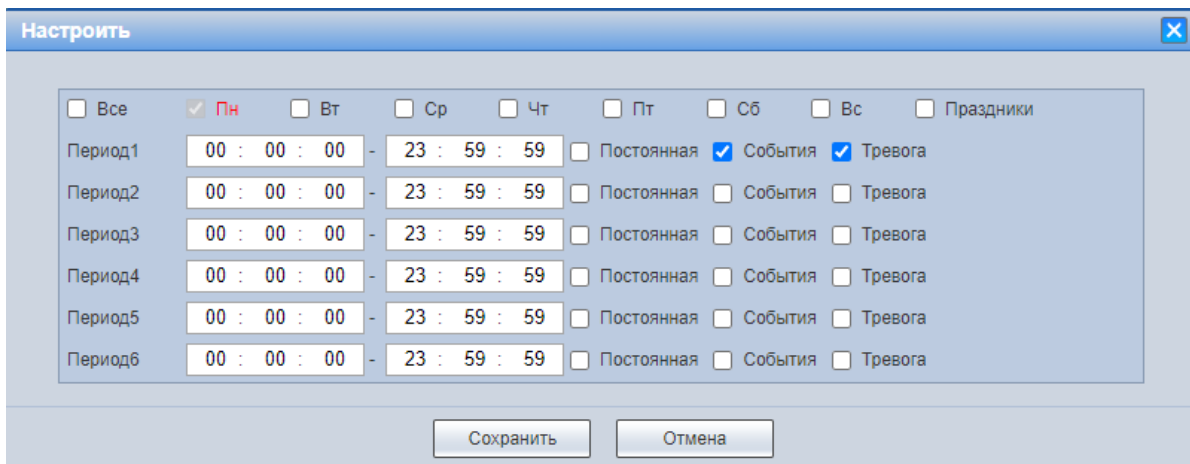 Настроить
Все Пн Вт Ср Чт Пт Сб Вс Праздники
Период1 00 : 00 : 00 - 23 : 59 : 59 Постоянная События Тревога
Период2 00 : 00 : 00 - 23 : 59 : 59 Постоянная События Тревога
Период3 00 : 00 : 00 - 23 : 59 : 59 Постоянная События Тревога
Период4 00 : 00 : 00 - 23 : 59 : 59 Постоянная События Тревога
Период5 00 : 00 : 00 - 23 : 59 : 59 Постоянная События Тревога
Период6 00 : 00 : 00 - 23 : 59 : 59 Постоянная События Тревога
Сохранить Отмена